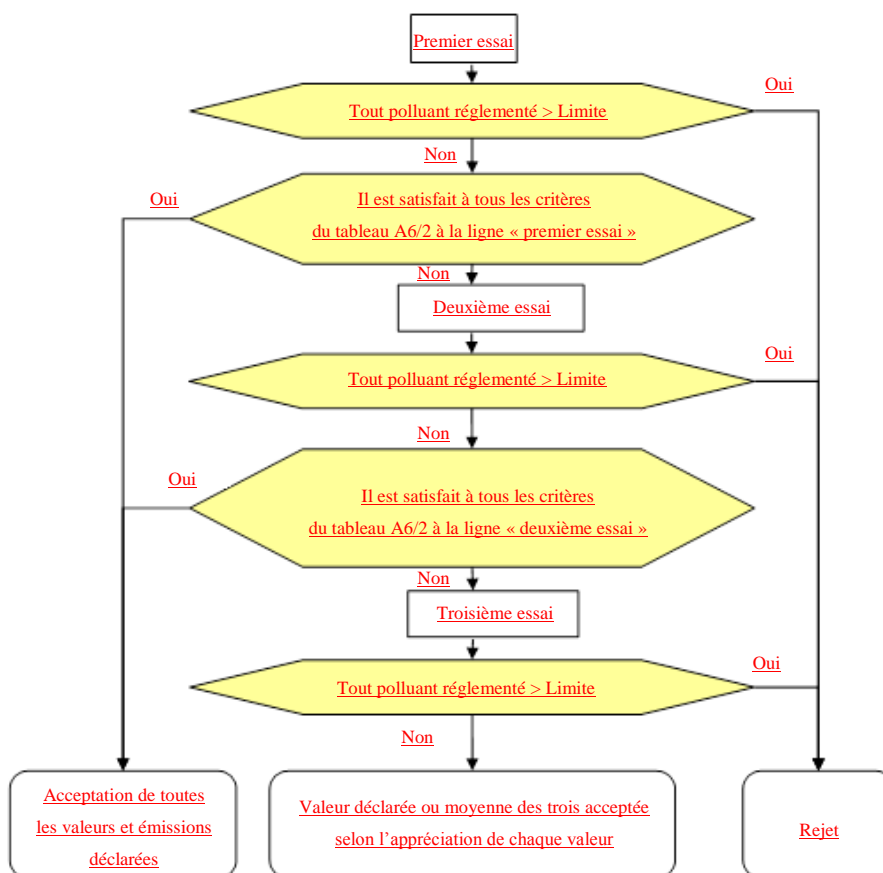 Premier essai
Oui
Tout polluant réglementé > Limite
Non
Oui
Il est satisfait à tous les critères
du tableau A6/2 à la ligne « premier essai »
Non
Deuxième essai
Oui
Tout polluant réglementé > Limite
Non
Oui
Il est satisfait à tous les critères
du tableau A6/2 à la ligne « deuxième essai »
Non
Troisième essai
Oui
Tout polluant réglementé > Limite
Non
Acceptation de toutes
les valeurs et émissions
déclarées
Valeur déclarée ou moyenne des trois acceptée
selon l'appréciation de chaque valeur
Rejet